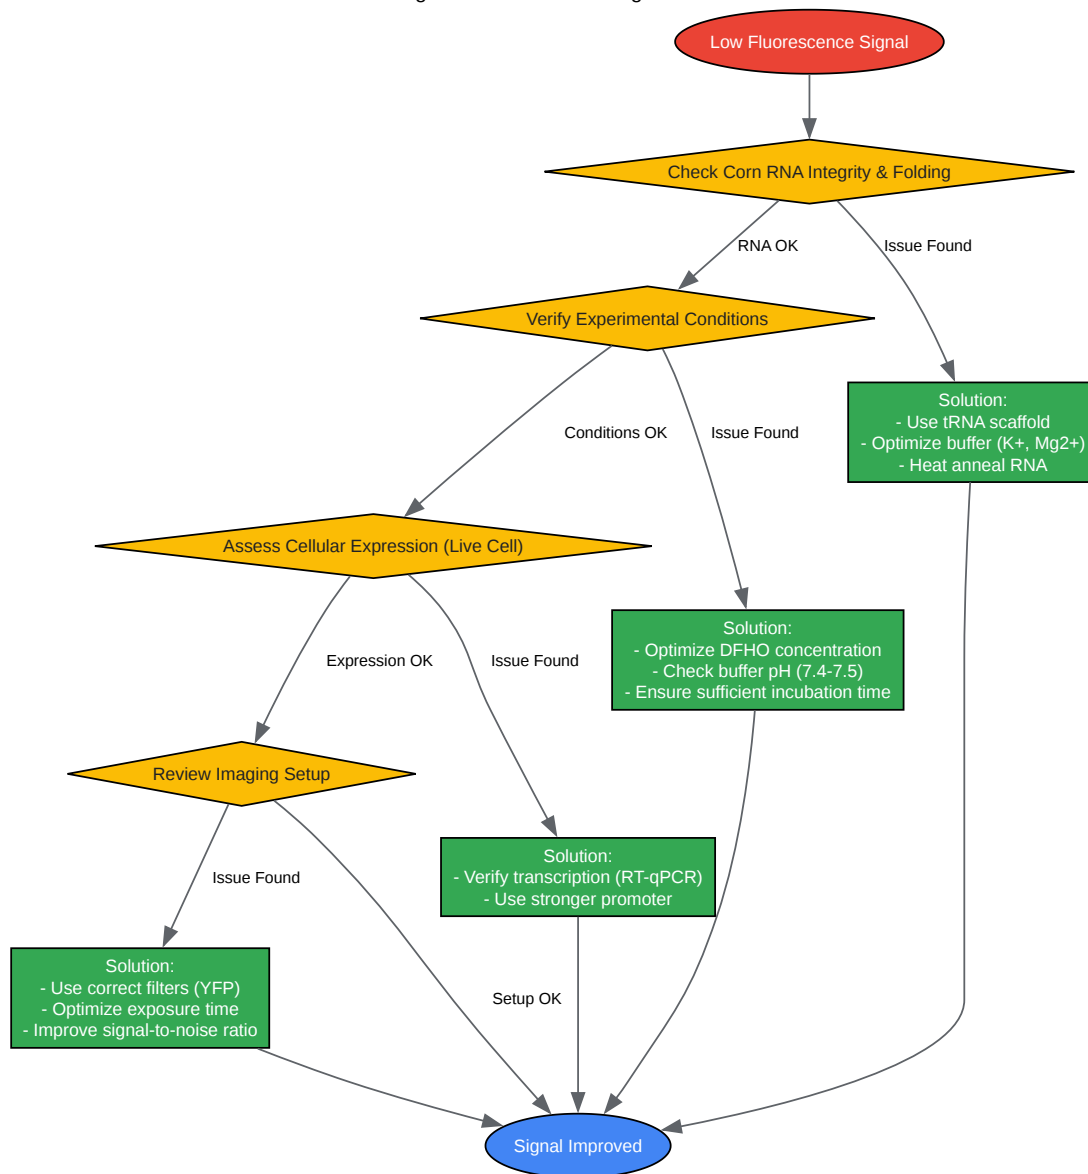 Low Fluorescence Signal
Check Corn RNA Integrity & Folding
RNA OK
Issue Found
Verify Experimental Conditions
Solution:
- Use tRNA scaffold
- Optimize buffer (K+, Mg2+)
- Heat anneal RNA
Conditions OK
Issue Found
Assess Cellular Expression (Live Cell)
Solution:
- Optimize DFHO concentration
- Check buffer pH (7.4-7.5)
- Ensure sufficient incubation time
Expression OK
Issue Found
Review Imaging Setup
Solution:
- Verify transcription (RT-qPCR)
- Use stronger promoter
Issue Found
Solution:
- Use correct filters (YFP)
- Optimize exposure time
- Improve signal-to-noise ratio
Setup OK
Signal Improved